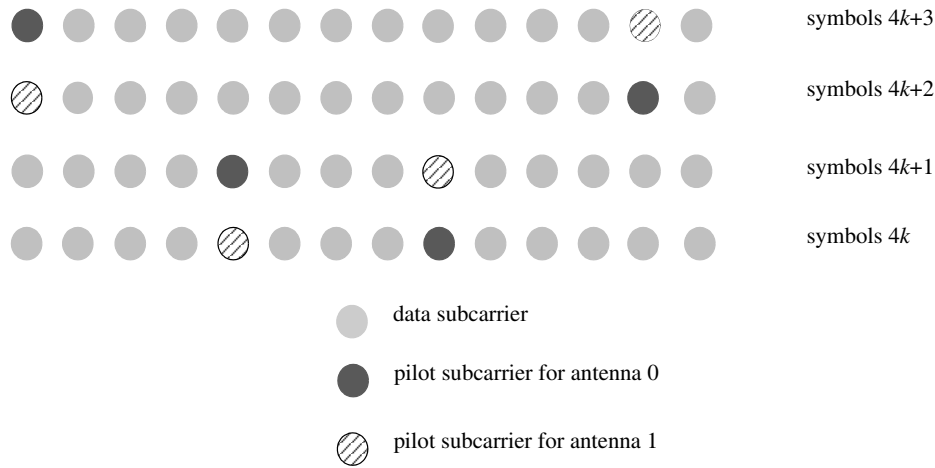 symbols 4k+3
symbols 4k+2
symbols 4k+1
symbols 4k
data subcarrier
pilot subcarrier for antenna 0
pilot subcarrier for antenna 1